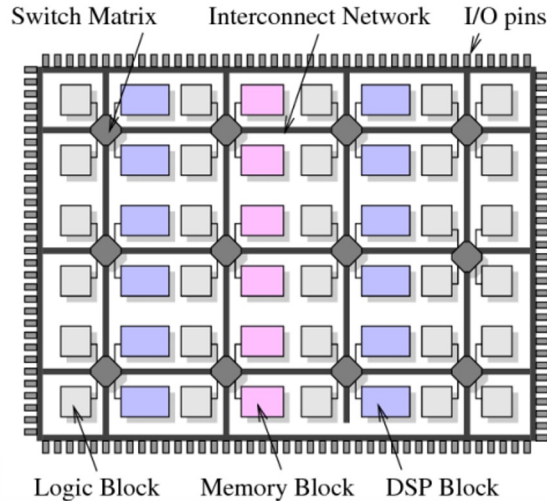 Switch Matrix
Interconnect Network
I/O pins
Logic Block
Memory Block
DSP Block